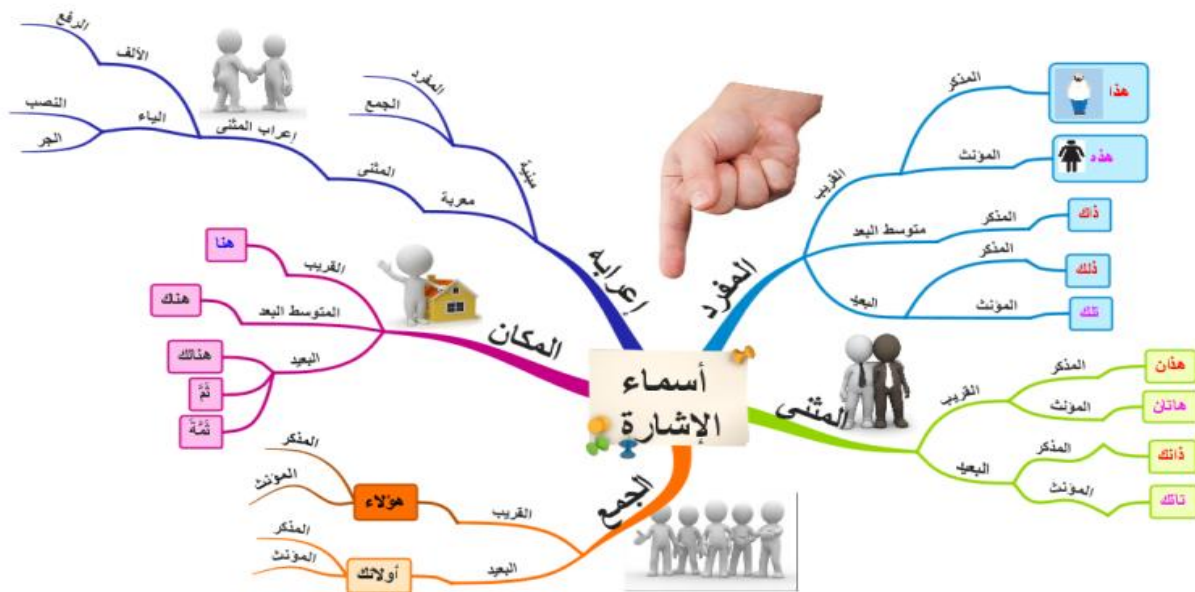 أسماء
الإشارة
المفرد
القريب
المذكر
هذا
المؤنث
هذه
متوسط البعد
المذكر
ذاك
البعيد
المذكر
ذلك
المؤنث
تلك
المثنى
القريب
المذكر
هذان
المؤنث
هاتان
البعيد
المذكر
ذانك
المؤنث
تانك
الجمع
القريب
هؤلاء
المذكر
المؤنث
البعيد
أولائك
المذكر
المؤنث
المكان
القريب
هنا
المتوسط البعد
هناك
البعيد
هنالك
ثَمَّ
ثَمَّةَ
إعرابه
مبنية
المفرد
الجمع
معربة
المثنى
إعراب المثنى
الألف
الرفع
الياء
النصب
الجر